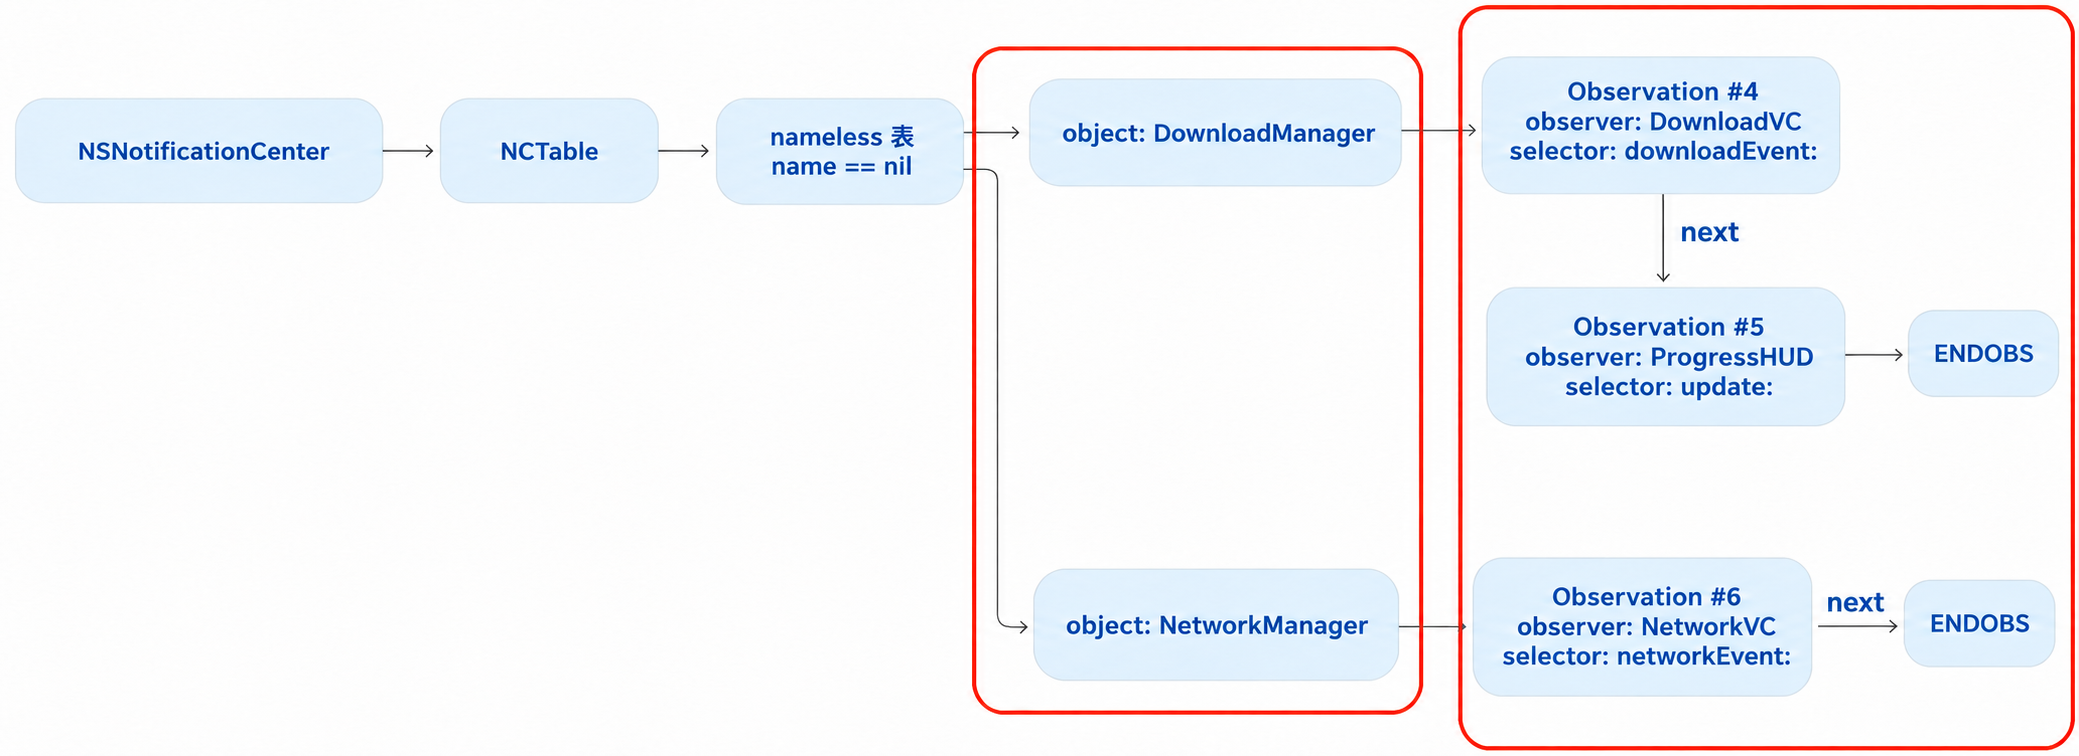 NSNotificationCenter
NCTable
nameless 表
name == nil
object: DownloadManager
Observation #4
observer: DownloadVC
selector: downloadEvent:
next
Observation #5
observer: ProgressHUD
selector: update:
ENDOBS
object: NetworkManager
Observation #6
observer: NetworkVC
selector: networkEvent:
next
ENDOBS